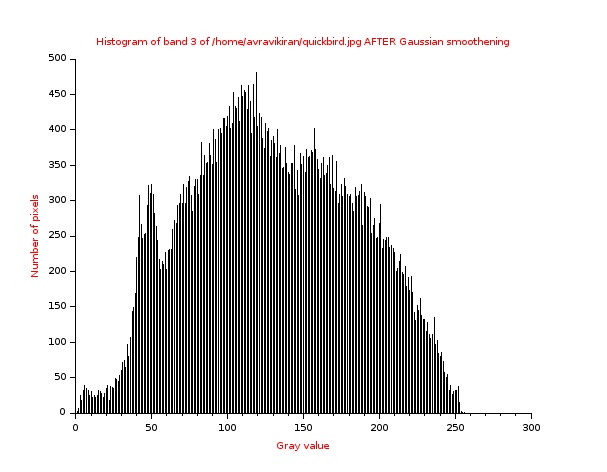 Histogram of band 3 of /home/avravikiran/quickbird.jpg AFTER Gaussian smoothening
500
450
400
350
300
250
200
150
100
50
0
Number of pixels
0 50 100 150 200 250 300
Gray value